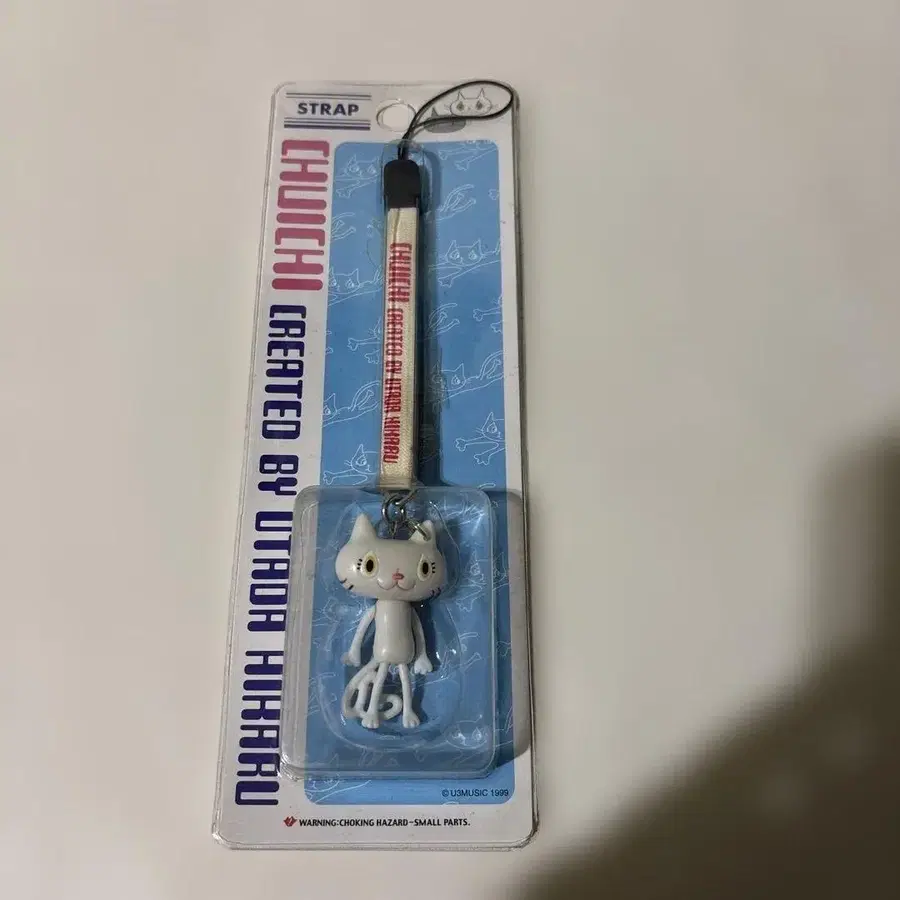 STRAP
CHUICHI CREATED BY UTADA HIKARU
CHUICHI CREATED BY UTADA HIKARU
© U3MUSIC 1999
WARNING:CHOKING HAZARD-SMALL PARTS.